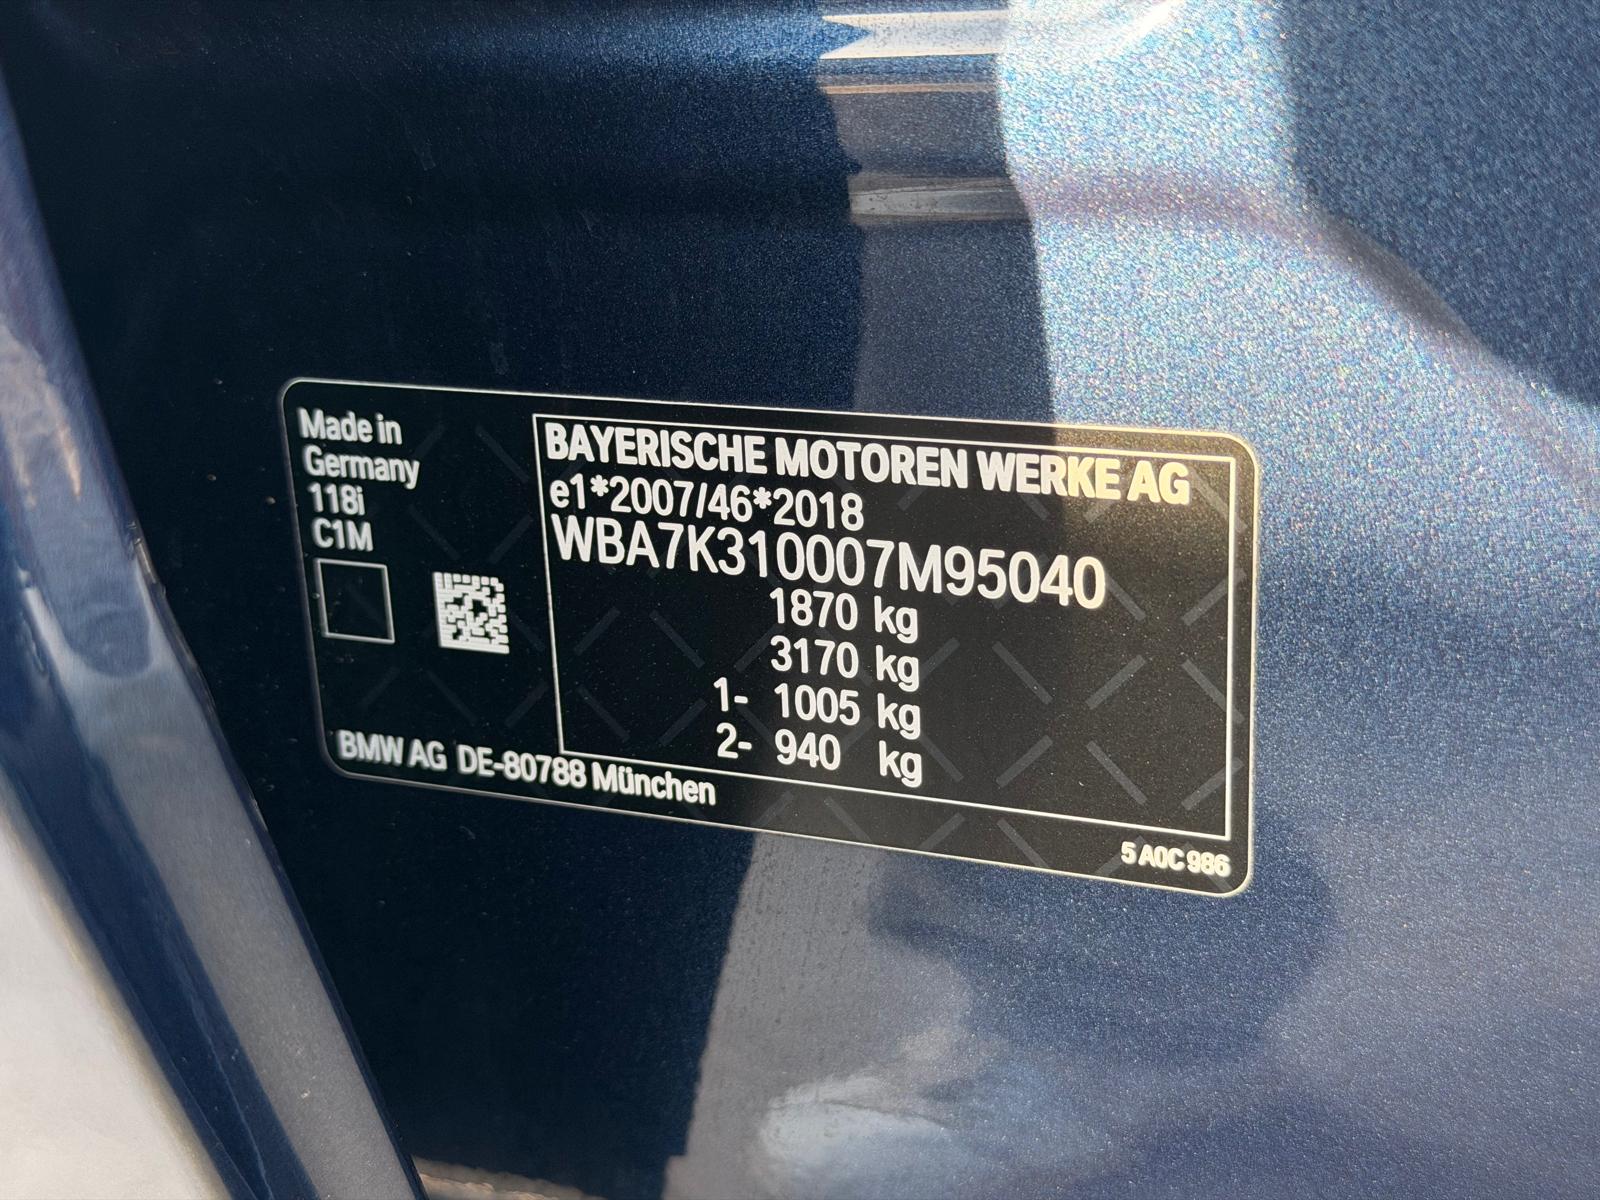 Made in
Germany
118i
C1M
BAYERISCHE MOTOREN WERKE AG
e1*2007/46*2018
WBA7K310007M95040
1870 kg
3170 kg
1- 1005 kg
2- 940 kg
BMW AG DE-80788 München
5 A0C 986